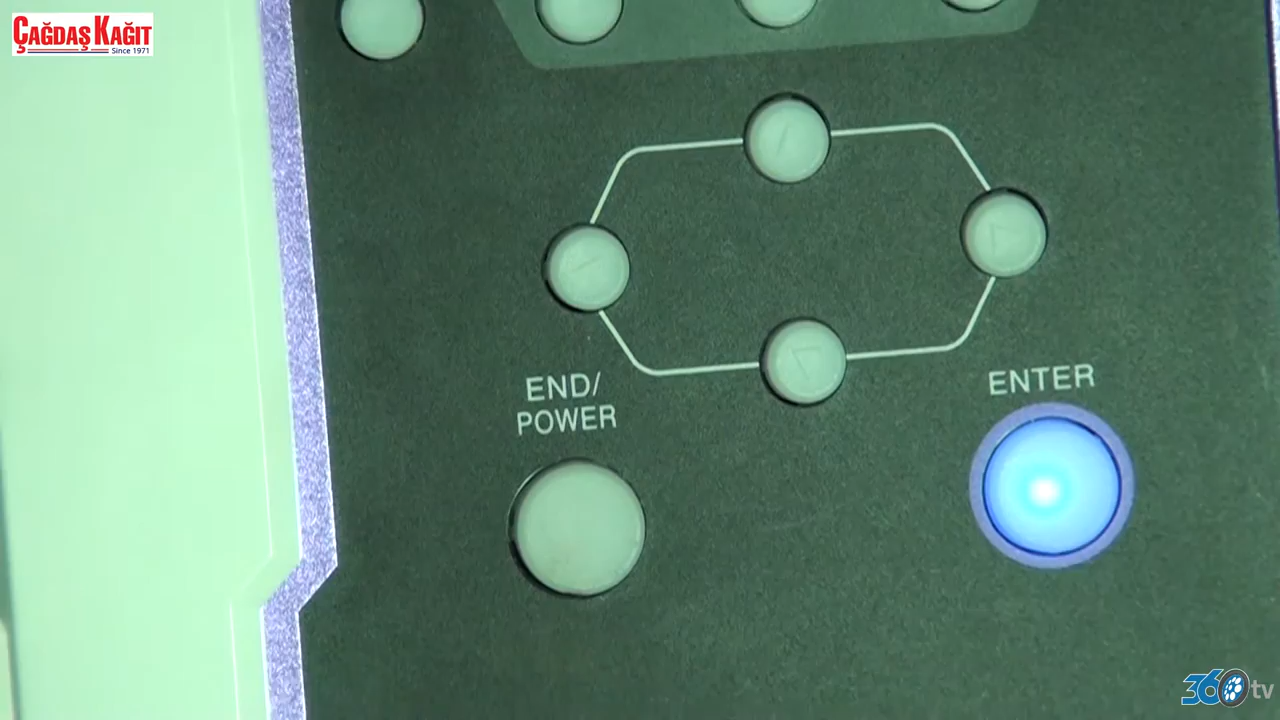 ÇAĞDAŞ KAĞIT
Since 1971
END/
POWER
ENTER
360tv